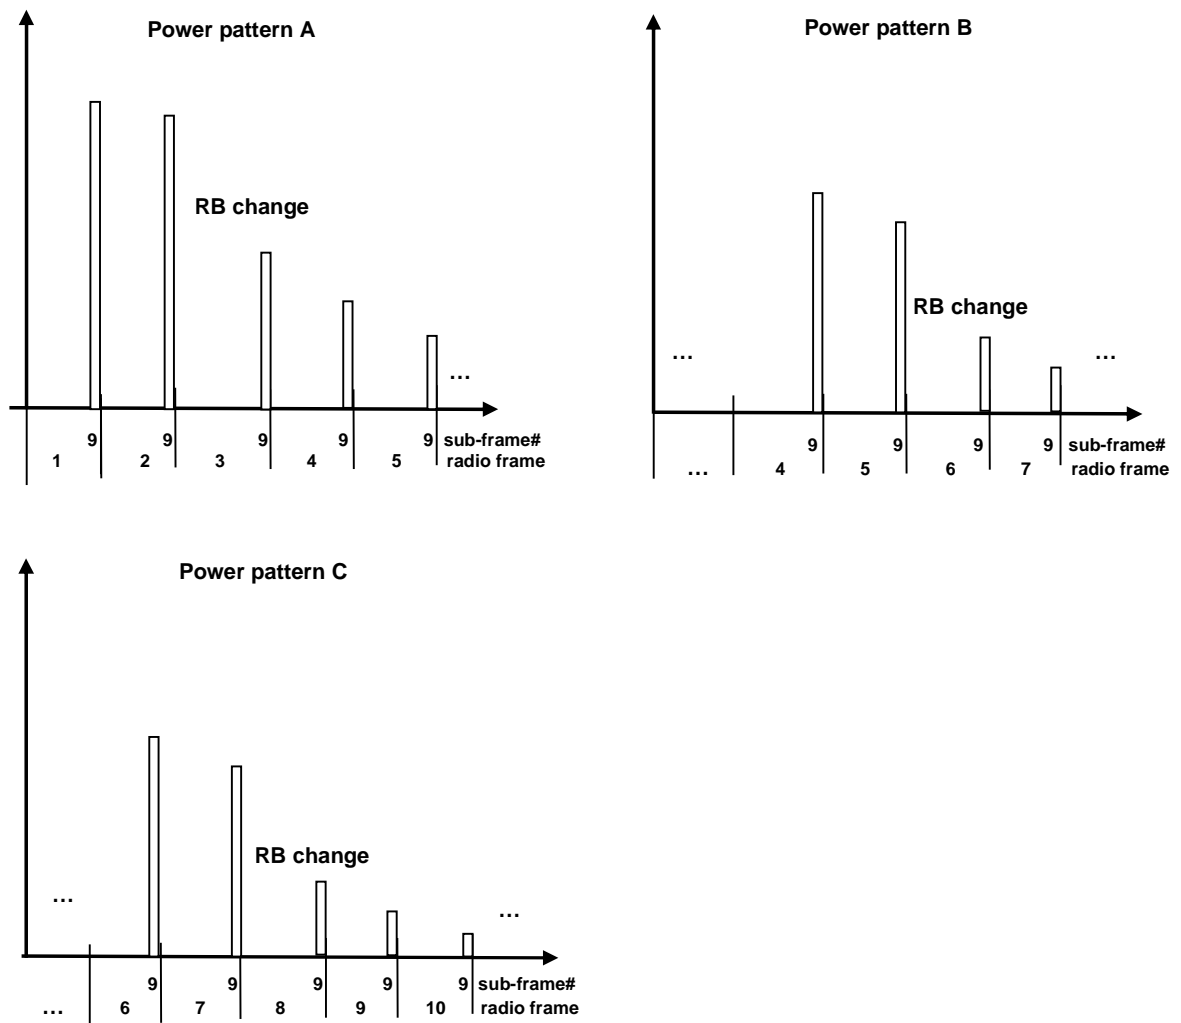 Power pattern A
RB change
…
9 9 9 9 9 sub-frame#
1 2 3 4 5 radio frame
Power pattern B
RB change
… …
9 9 9 9 sub-frame#
… 4 5 6 7 radio frame
Power pattern C
RB change
… …
9 9 9 9 9 sub-frame#
… 6 7 8 9 10 radio frame